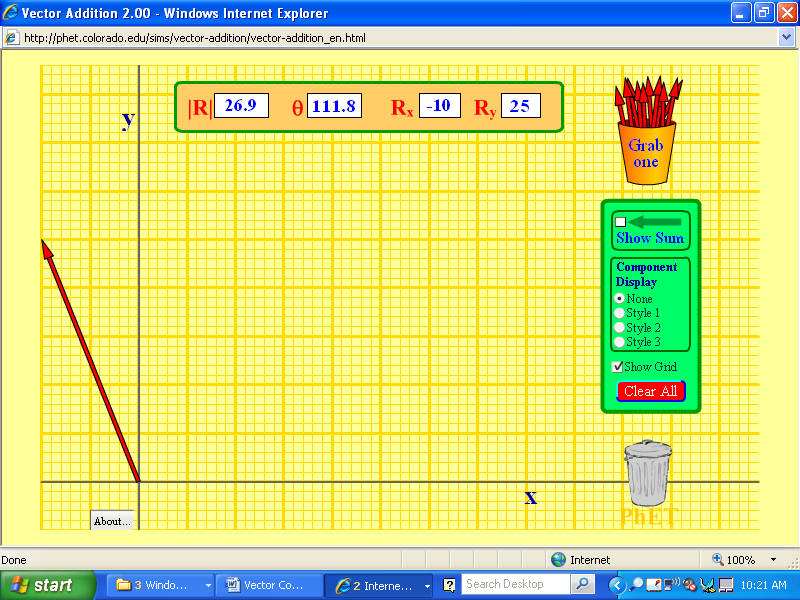 Vector Addition 2.00 - Windows Internet Explorer
http://phet.colorado.edu/sims/vector-addition/vector-addition_en.html
|R| 26.9 θ 111.8 Rx -10 Ry 25
y
Grab
one
Show Sum
Component
Display
None
Style 1
Style 2
Style 3
Show Grid
Clear All
x
PhET
About...
Done
Internet
100%
start
3 Windo...
Vector Co...
2 Interne...
Search Desktop
10:21 AM